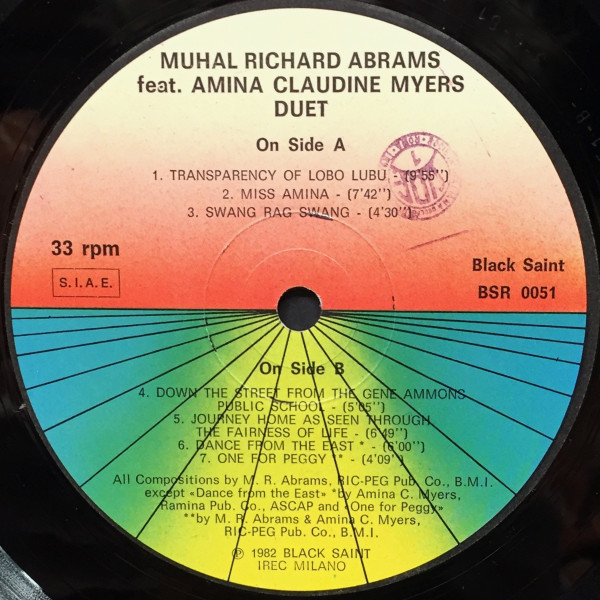 MUHAL RICHARD ABRAMS
feat. AMINA CLAUDINE MYERS
DUET
On Side A
1. TRANSPARENCY OF LOBO LUBU - (9'55'')
2. MISS AMINA - (7'42'')
3. SWANG RAG SWANG - (4'30'')
33 rpm
S.I.A.E.
Black Saint
BSR 0051
On Side B
4. DOWN THE STREET FROM THE GENE AMMONS
PUBLIC SCHOOL - (5'05'')
5. JOURNEY HOME AS SEEN THROUGH
THE FAIRNESS OF LIFE - (6'49'')
6. DANCE FROM THE EAST * - (6'00'')
7. ONE FOR PEGGY ** - (4'09'')
All Compositions by M. R. Abrams, RIC-PEG Pub. Co., B.M.I.
except «Dance from the East» *by Amina C. Myers,
Ramina Pub. Co., ASCAP and «One for Peggy»
**by M. R. Abrams & Amina C. Myers,
RIC-PEG Pub. Co., B.M.I.
℗ 1982 BLACK SAINT
IREC MILANO